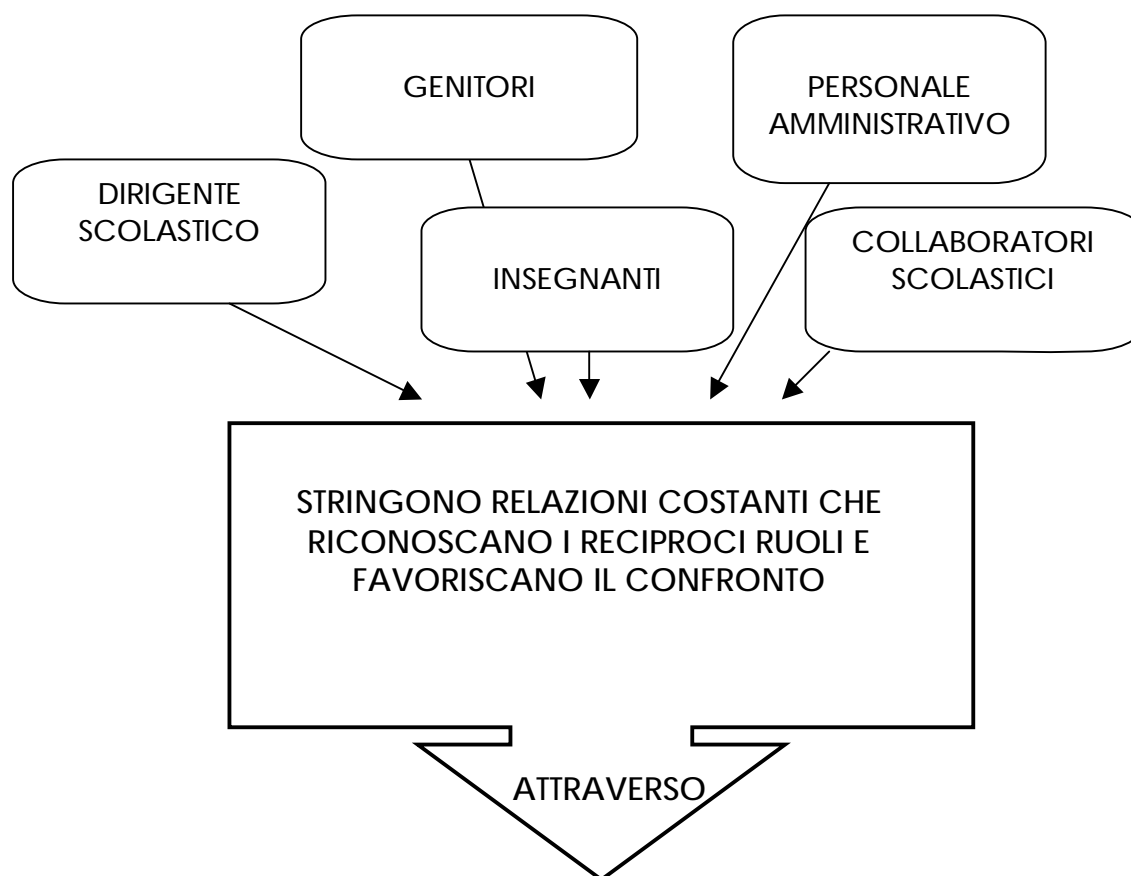 GENITORI
PERSONALE
AMMINISTRATIVO
DIRIGENTE
SCOLASTICO
INSEGNANTI
COLLABORATORI
SCOLASTICI
STRINGONO RELAZIONI COSTANTI CHE
RICONOSCANO I RECIPROCI RUOLI E
FAVORISCANO IL CONFRONTO
ATTRAVERSO